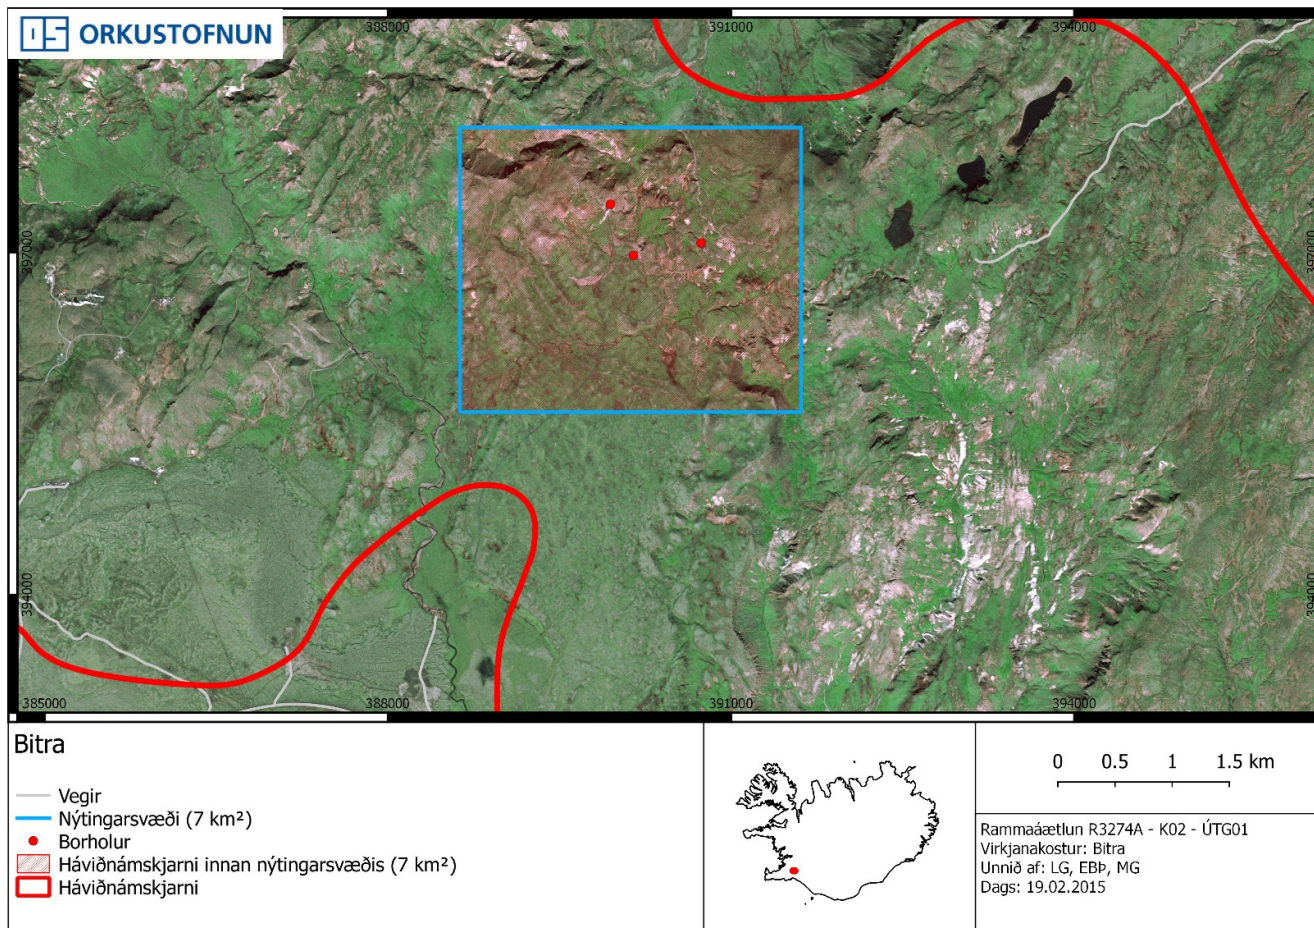 OS ORKUSTOFNUN
388000 391000 394000
397000 397000
394000 394000
385000 388000 391000 394000
Bitra
Vegir
Nýtingarsvæði (7 km²)
Borholur
Háviðnámskjarni innan nýtingarsvæðis (7 km²)
Háviðnámskjarni
0 0.5 1 1.5 km
Rammaáætlun R3274A - K02 - ÚTG01
Virkjanakostur: Bitra
Unnið af: LG, EBÞ, MG
Dags: 19.02.2015